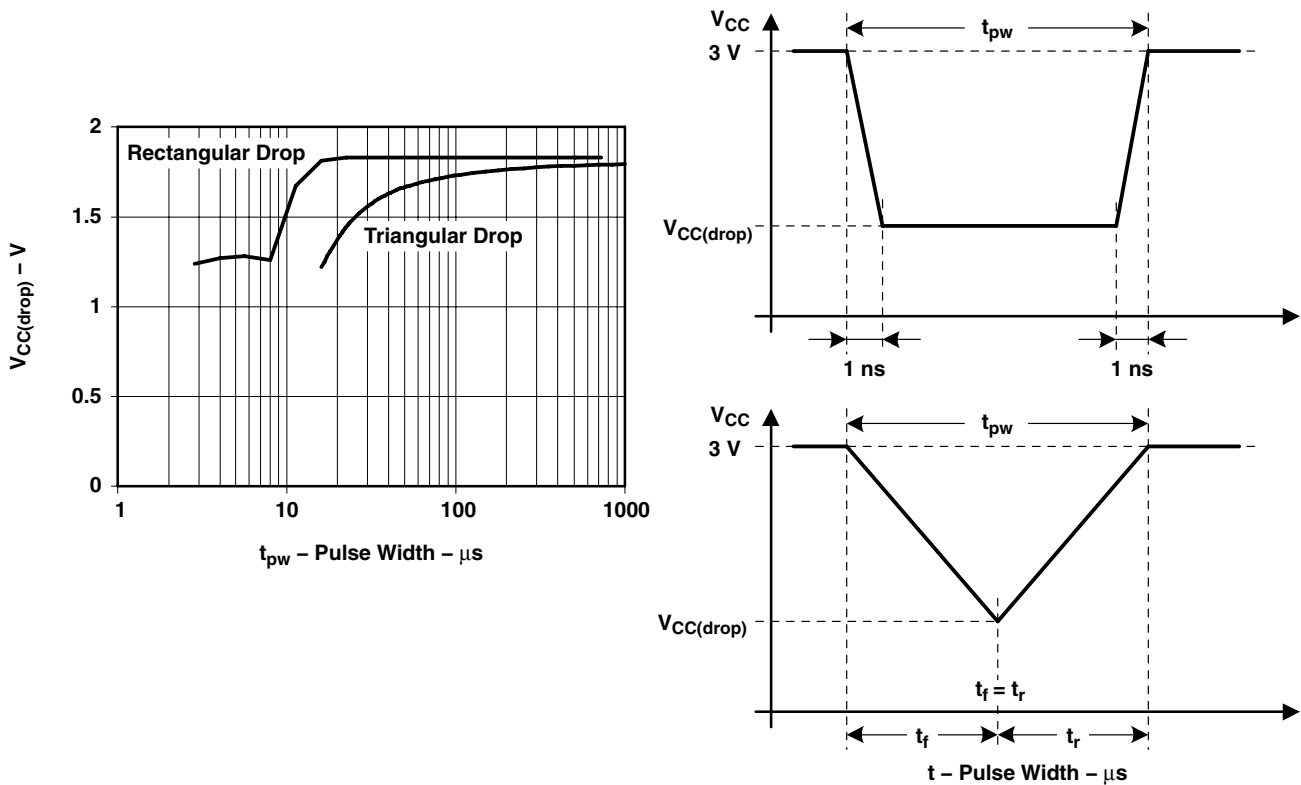 2
1.5
1
0.5
0
VCC(drop) – V
Rectangular Drop
Triangular Drop
1
10
100
1000
tpw – Pulse Width – μs
VCC
3 V
tpw
VCC(drop)
1 ns
1 ns
VCC
3 V
tpw
VCC(drop)
tf = tr
tf
tr
t – Pulse Width – μs